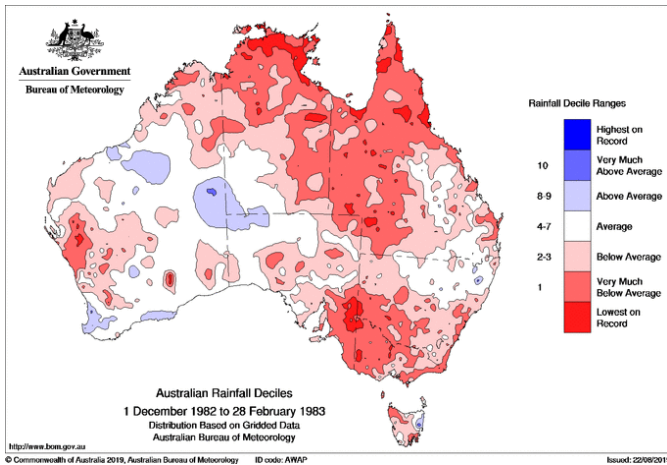 Australian Government
Bureau of Meteorology
Rainfall Decile Ranges
Highest on
Record
10
Very Much
Above Average
8-9
Above Average
4-7
Average
2-3
Below Average
1
Very Much
Below Average
Lowest on
Record
Australian Rainfall Deciles
1 December 1982 to 28 February 1983
Distribution Based on Gridded Data
Australian Bureau of Meteorology
http://www.bom.gov.au
© Commonwealth of Australia 2019, Australian Bureau of Meteorology
ID code: AWAP
Issued: